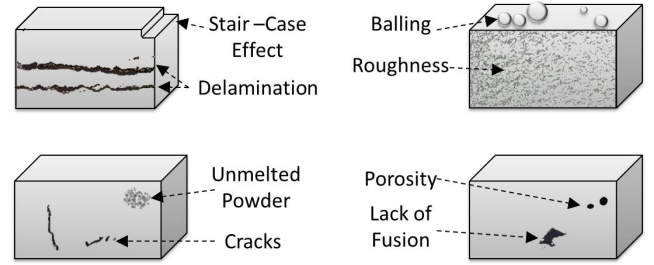 Stair–Case
Effect
Delamination
Balling
Roughness
Unmelted
Powder
Cracks
Porosity
Lack of
Fusion